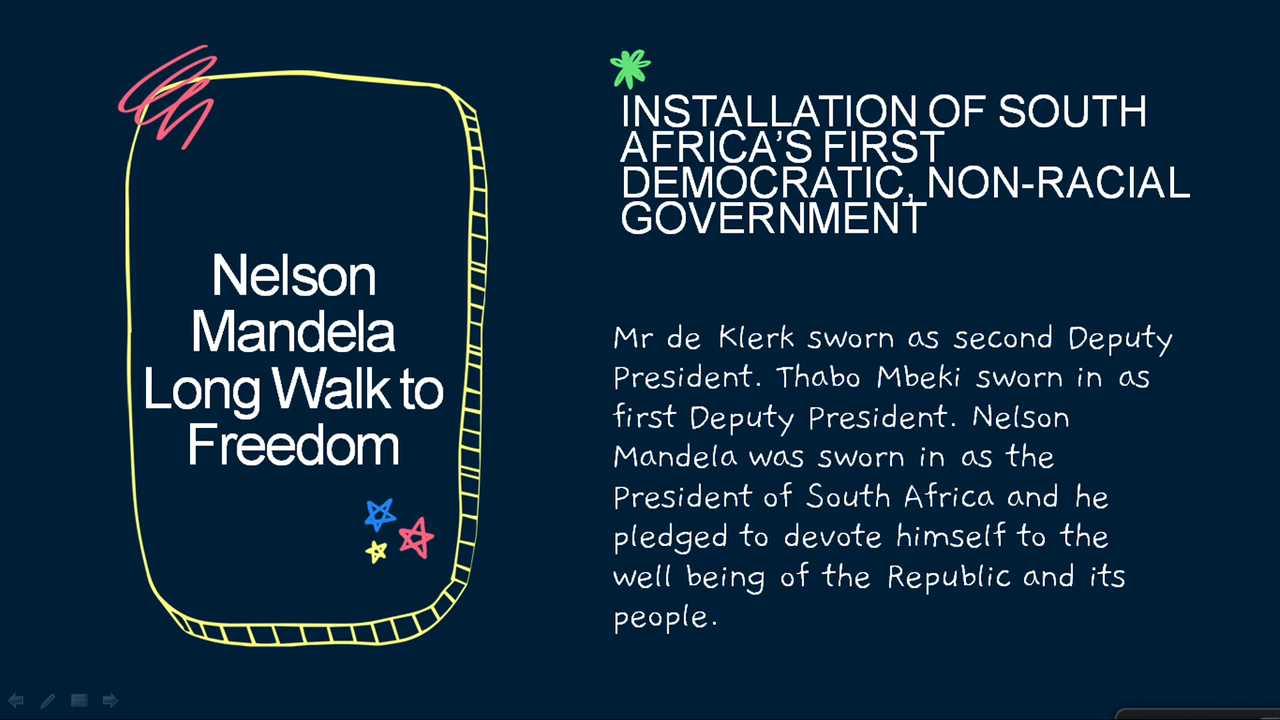 Nelson
Mandela
Long Walk to
Freedom
INSTALLATION OF SOUTH
AFRICA'S FIRST
DEMOCRATIC, NON-RACIAL
GOVERNMENT
Mr de Klerk sworn as second Deputy
President. Thabo Mbeki sworn in as
first Deputy President. Nelson
Mandela was sworn in as the
President of South Africa and he
pledged to devote himself to the
well being of the Republic and its
people.